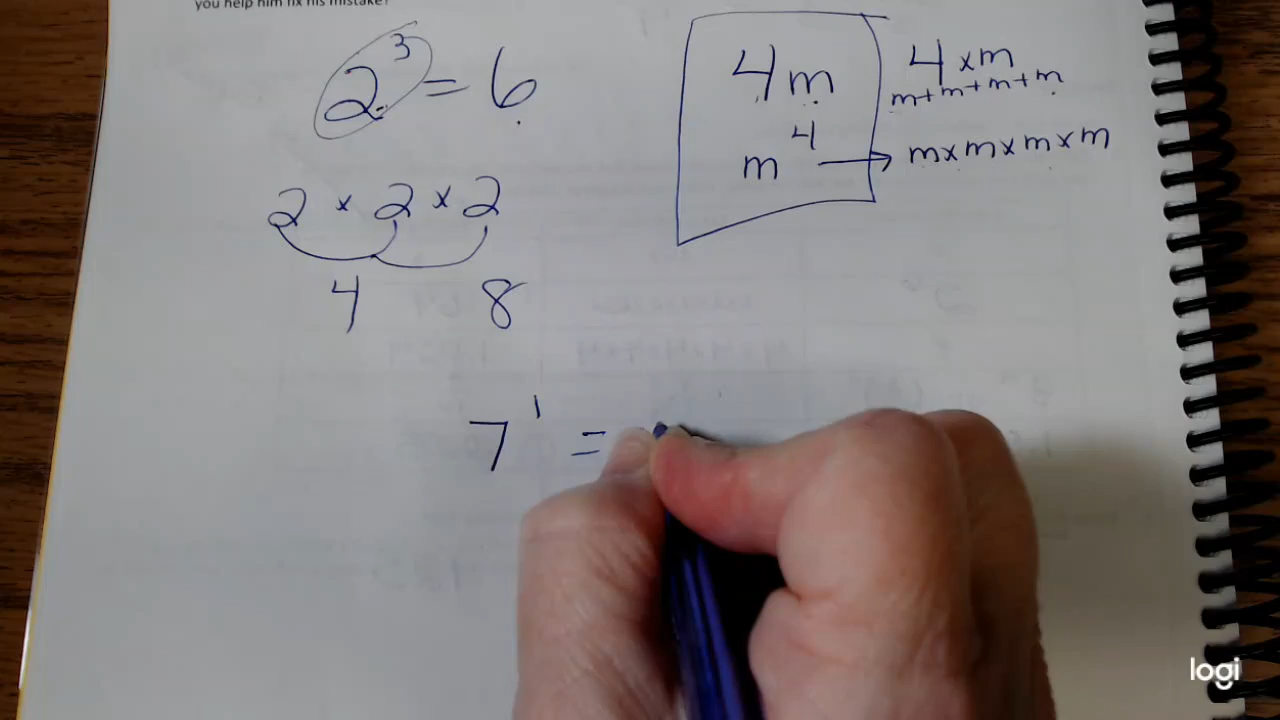 you help him fix his mistake?
2³ = 6
2 × 2 × 2
4 8
4m
m⁴ → m×m×m×m
4×m
m+m+m+m
7¹ =
logi